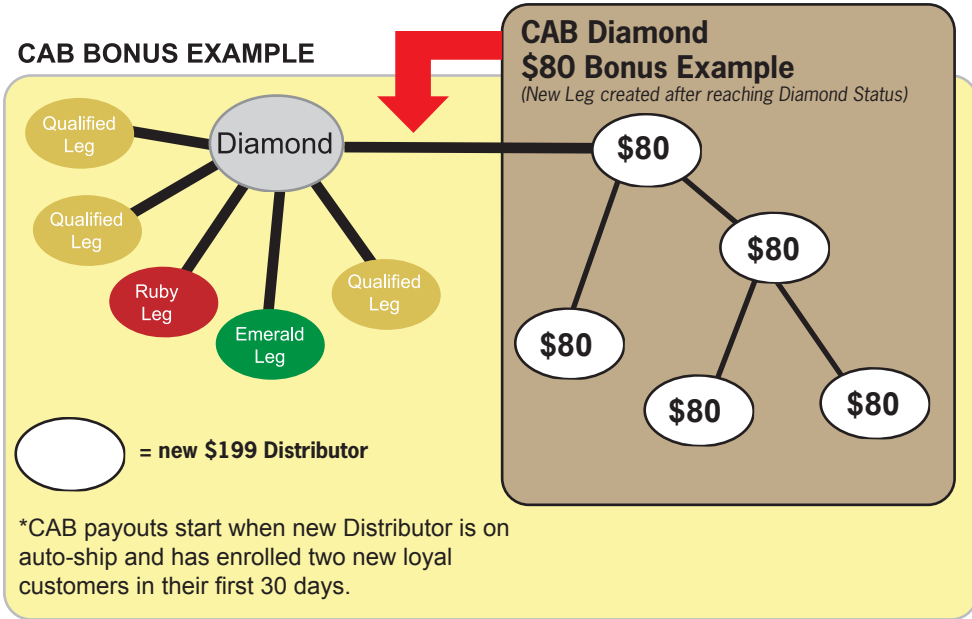 CAB BONUS EXAMPLE
CAB Diamond
$80 Bonus Example
(New Leg created after reaching Diamond Status)
Qualified
Leg
Diamond
$80
Qualified
Leg
$80
Ruby
Leg
Qualified
Leg
Emerald
Leg
$80
$80
$80
= new $199 Distributor
*CAB payouts start when new Distributor is on
auto-ship and has enrolled two new loyal
customers in their first 30 days.